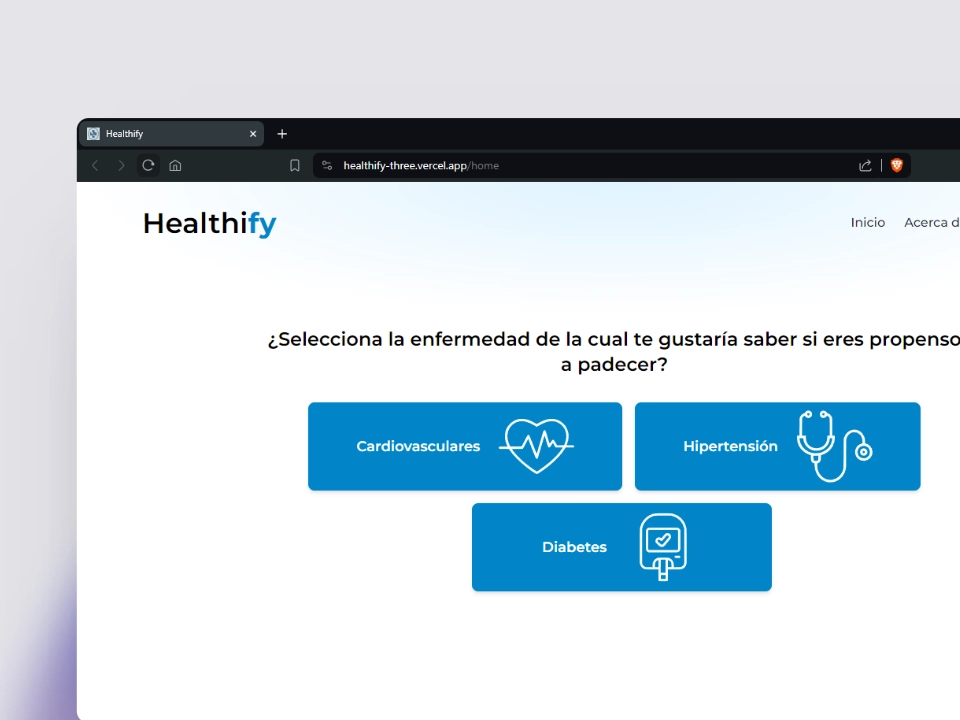 Healthify
healthify-three.vercel.app/home
Healthify
Inicio Acerca d
¿Selecciona la enfermedad de la cual te gustaría saber si eres propenso
a padecer?
Cardiovasculares
Hipertensión
Diabetes